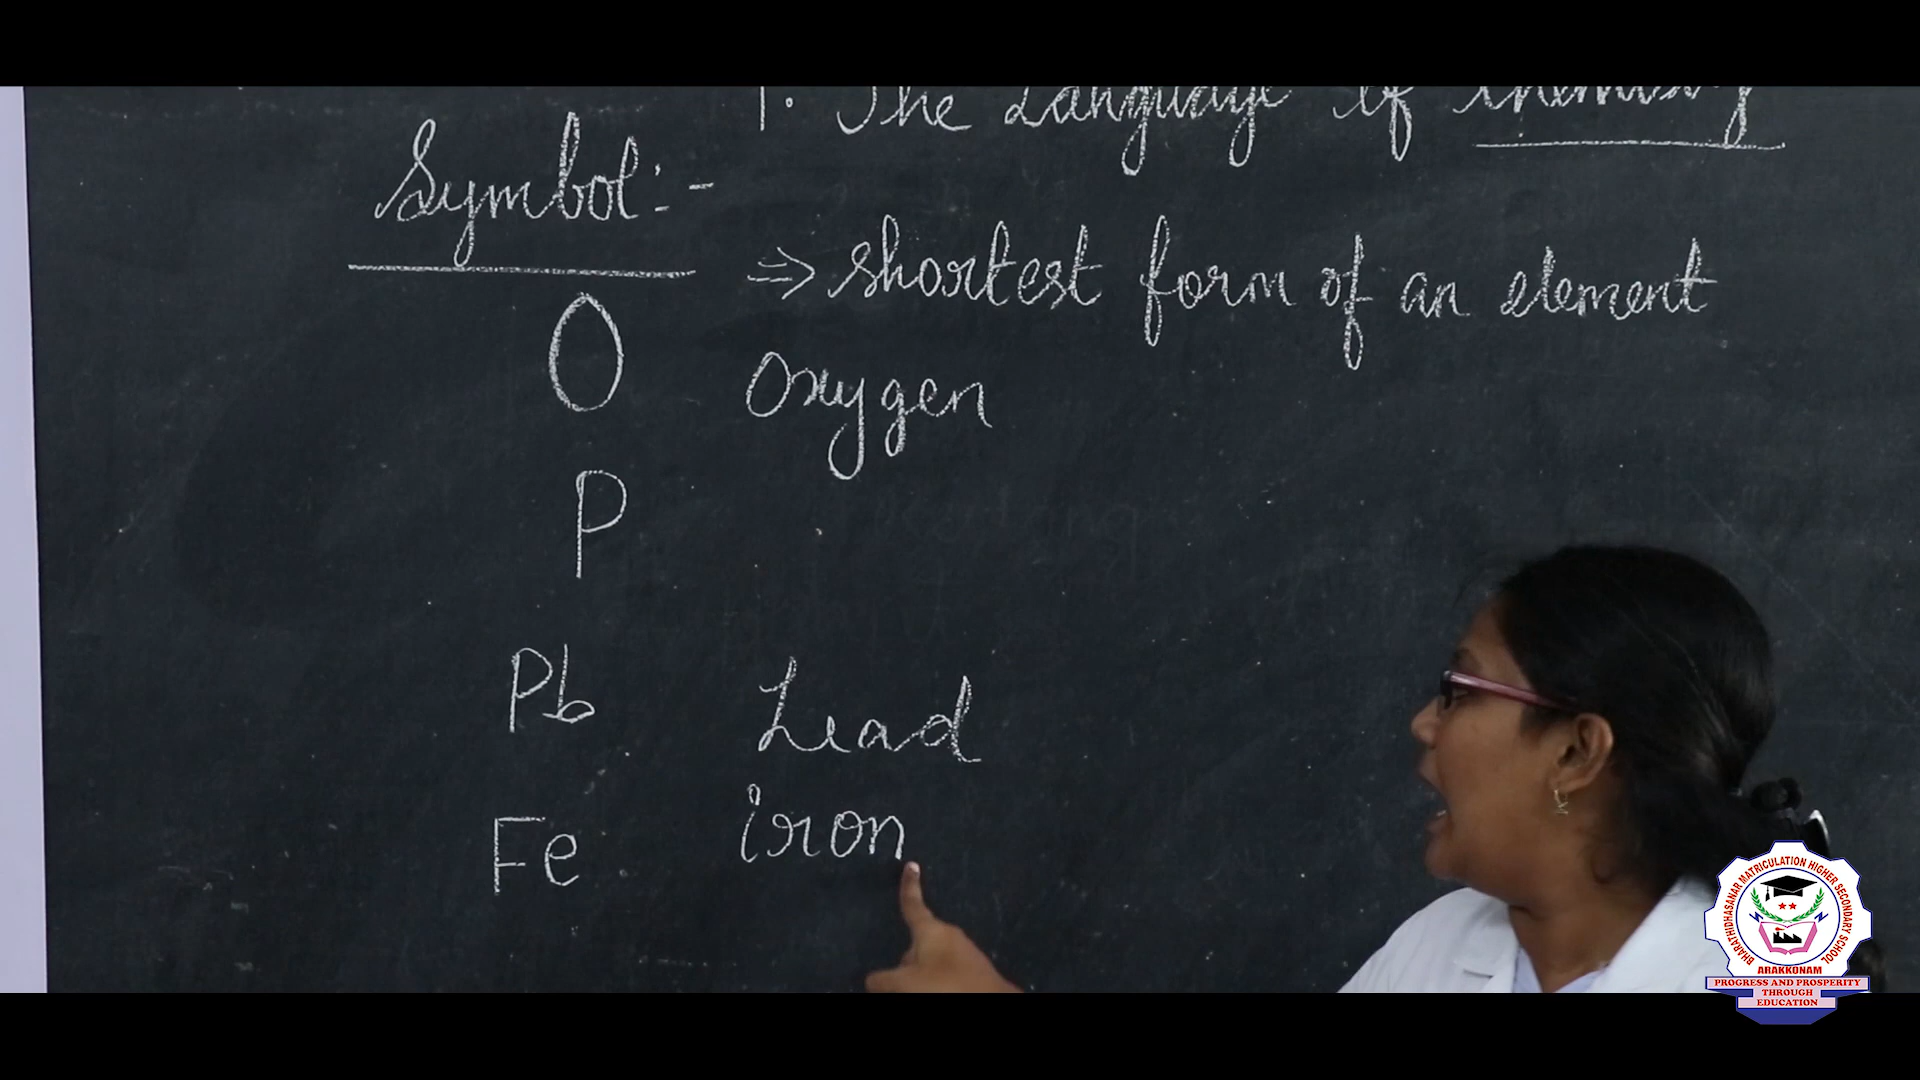 1. The Language of chemistry
Symbol:-
⇒ shortest form of an element
O Oxygen
P
Pb Lead
Fe iron
BHARATHIDHASANAR MATRICULATION HIGHER SECONDARY SCHOOL
ARAKKONAM
PROGRESS AND PROSPERITY
THROUGH
EDUCATION